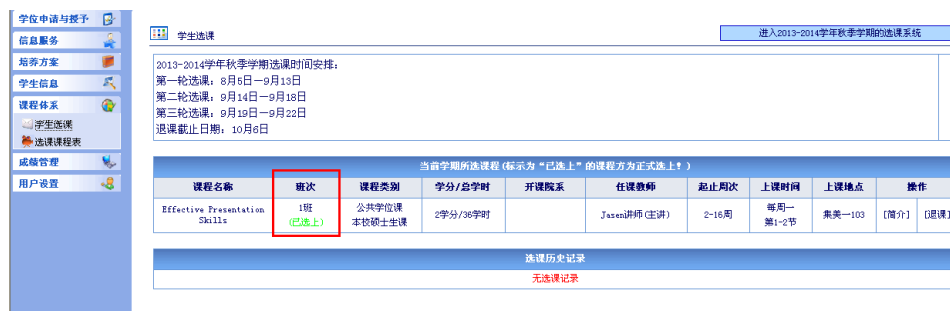 学位申请与授予
信息服务
培养方案
学生信息
课程体系
学生选课
选课课程表
成绩管理
用户设置
学生选课
进入2013-2014学年秋季学期的选课系统
2013-2014学年秋季学期选课时间安排：
第一轮选课：8月5日—9月13日
第二轮选课：9月14日—9月18日
第三轮选课：9月19日—9月22日
退课截止日期：10月6日
当前学期所选课程(标示为“已选上”的课程方为正式选上！)
课程名称 班次 课程类别 学分/总学时 开课院系 任课教师 起止周次 上课时间 上课地点 操作
Effective Presentation Skills 1班 (已选上) 公共学位课 本校硕士生课 2学分/36学时 Jasen讲师(主讲) 2-16周 每周一 第1-2节 集美一103 [简介] [退课]
选课历史记录
无选课记录